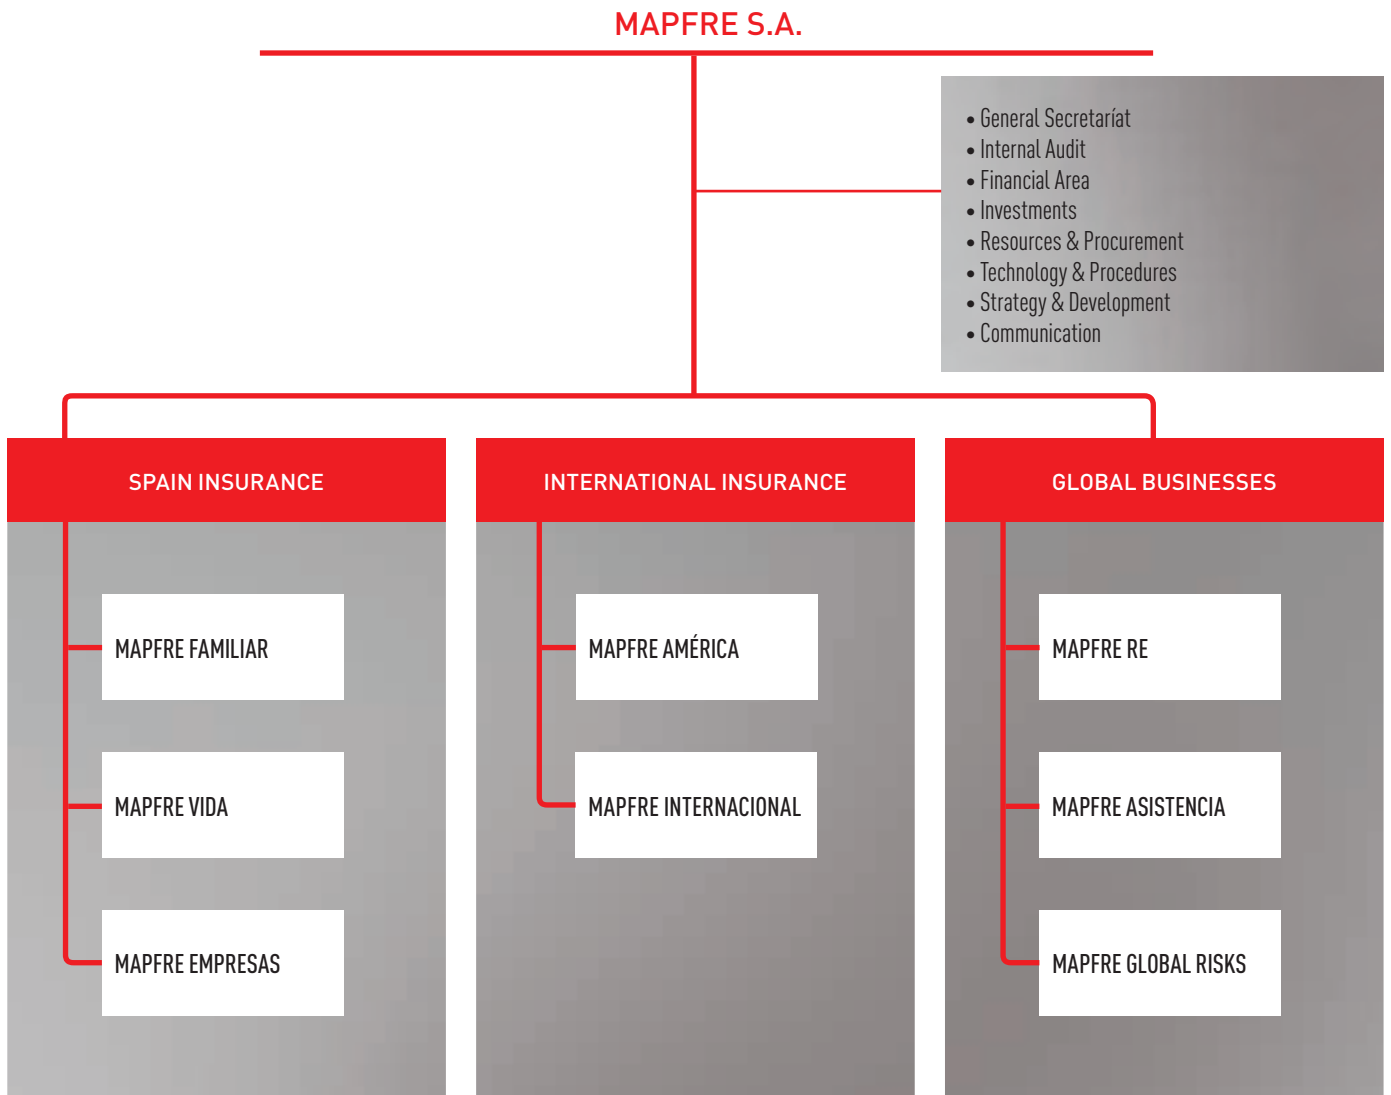 MAPFRE S.A.
• General Secretaríat
• Internal Audit
• Financial Area
• Investments
• Resources & Procurement
• Technology & Procedures
• Strategy & Development
• Communication
SPAIN INSURANCE
MAPFRE FAMILIAR
MAPFRE VIDA
MAPFRE EMPRESAS
INTERNATIONAL INSURANCE
MAPFRE AMÉRICA
MAPFRE INTERNACIONAL
GLOBAL BUSINESSES
MAPFRE RE
MAPFRE ASISTENCIA
MAPFRE GLOBAL RISKS